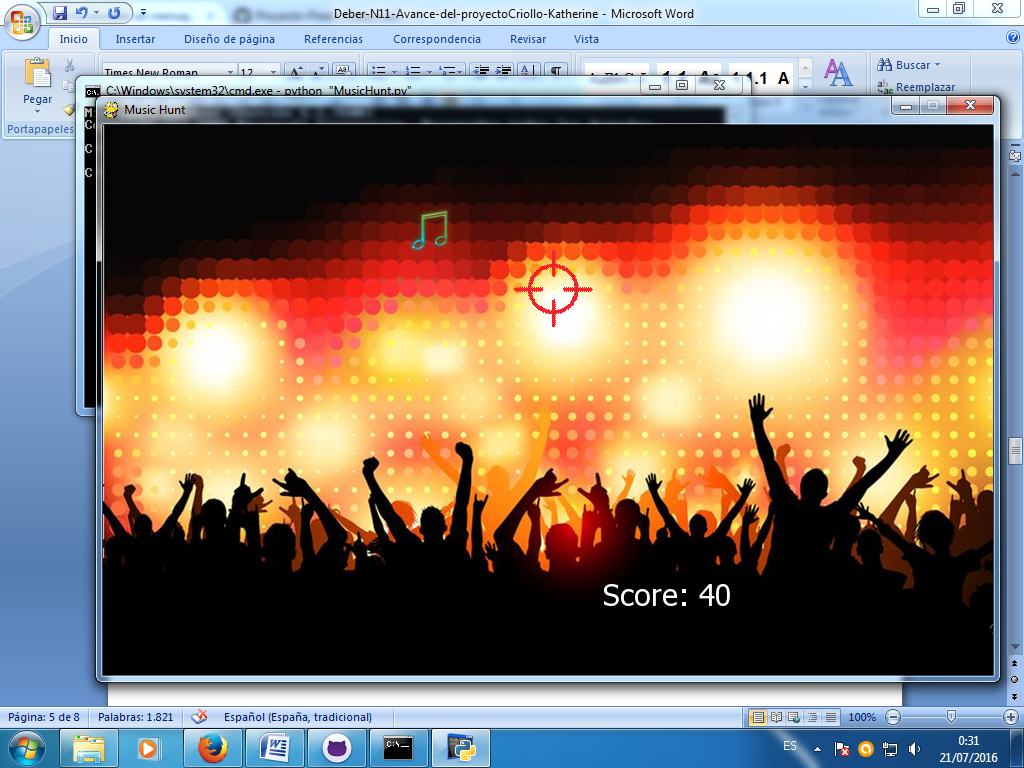 Deber-N11-Avance-del-proyectoCriollo-Katherine - Microsoft Word
Inicio Insertar Diseño de página Referencias Correspondencia Revisar Vista
Times New Roman 12
Buscar
Pegar
Reemplazar
Portapapeles
C:\Windows\system32\cmd.exe - python "MusicHunt.py"
Music Hunt
C
C
Score: 40
Página: 5 de 8 Palabras: 1.821 Español (España, tradicional) 100%
ES
0:31
21/07/2016